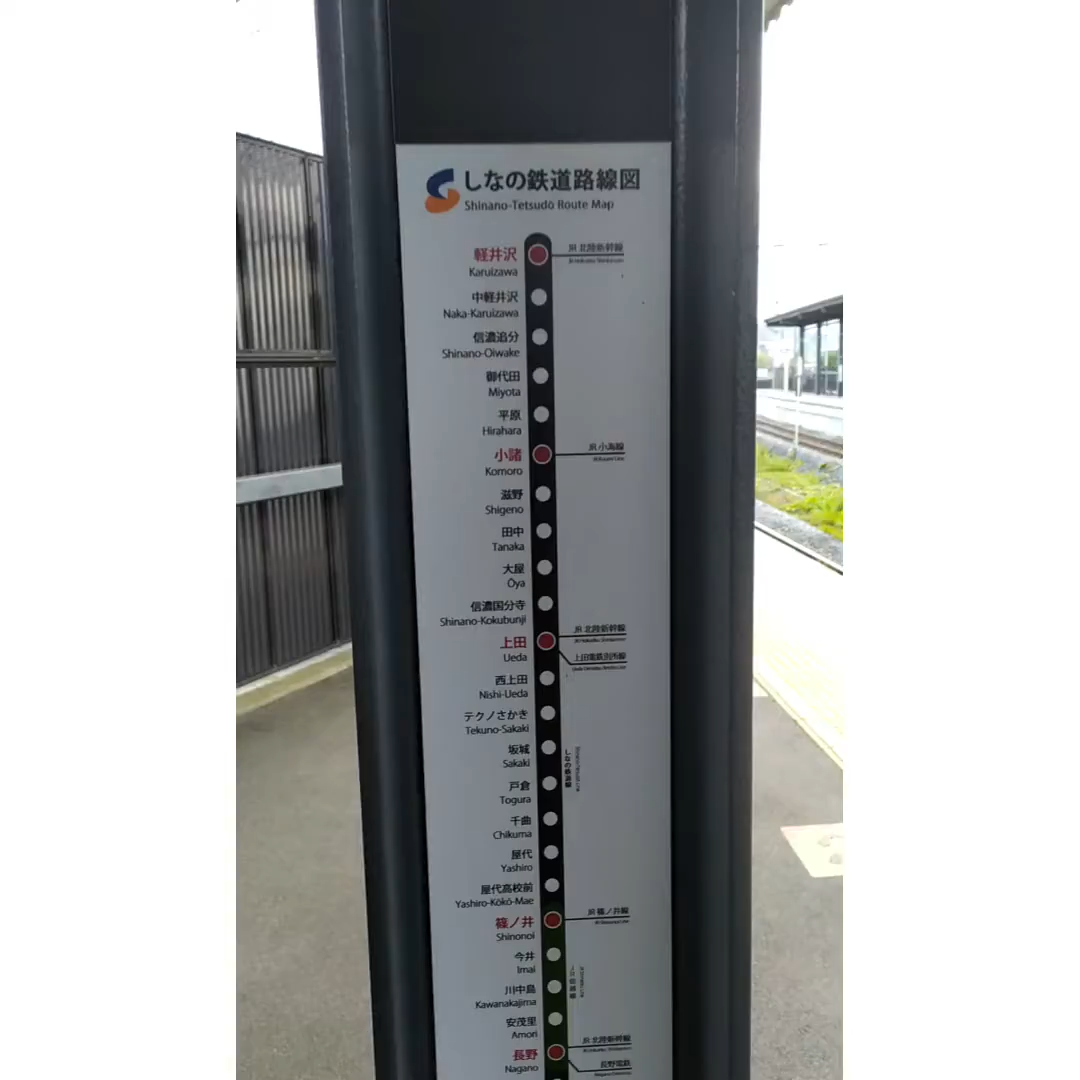 しなの鉄道路線図
Shinano-Tetsudō Route Map
軽井沢
Karuizawa
JR 北陸新幹線
中軽井沢
Naka-Karuizawa
信濃追分
Shinano-Oiwake
御代田
Miyota
平原
Hirahara
小諸
Komoro
JR 小海線
滋野
Shigeno
田中
Tanaka
大屋
Ōya
信濃国分寺
Shinano-Kokubunji
上田
Ueda
JR 北陸新幹線
上田電鉄別所線
西上田
Nishi-Ueda
テクノさかき
Tekuno-Sakaki
坂城
Sakaki
しなの鉄道線
戸倉
Togura
千曲
Chikuma
屋代
Yashiro
屋代高校前
Yashiro-Kōkō-Mae
篠ノ井
Shinonoi
JR 篠ノ井線
今井
Imai
川中島
Kawanakajima
安茂里
Amori
長野
Nagano
JR 北陸新幹線
長野電鉄